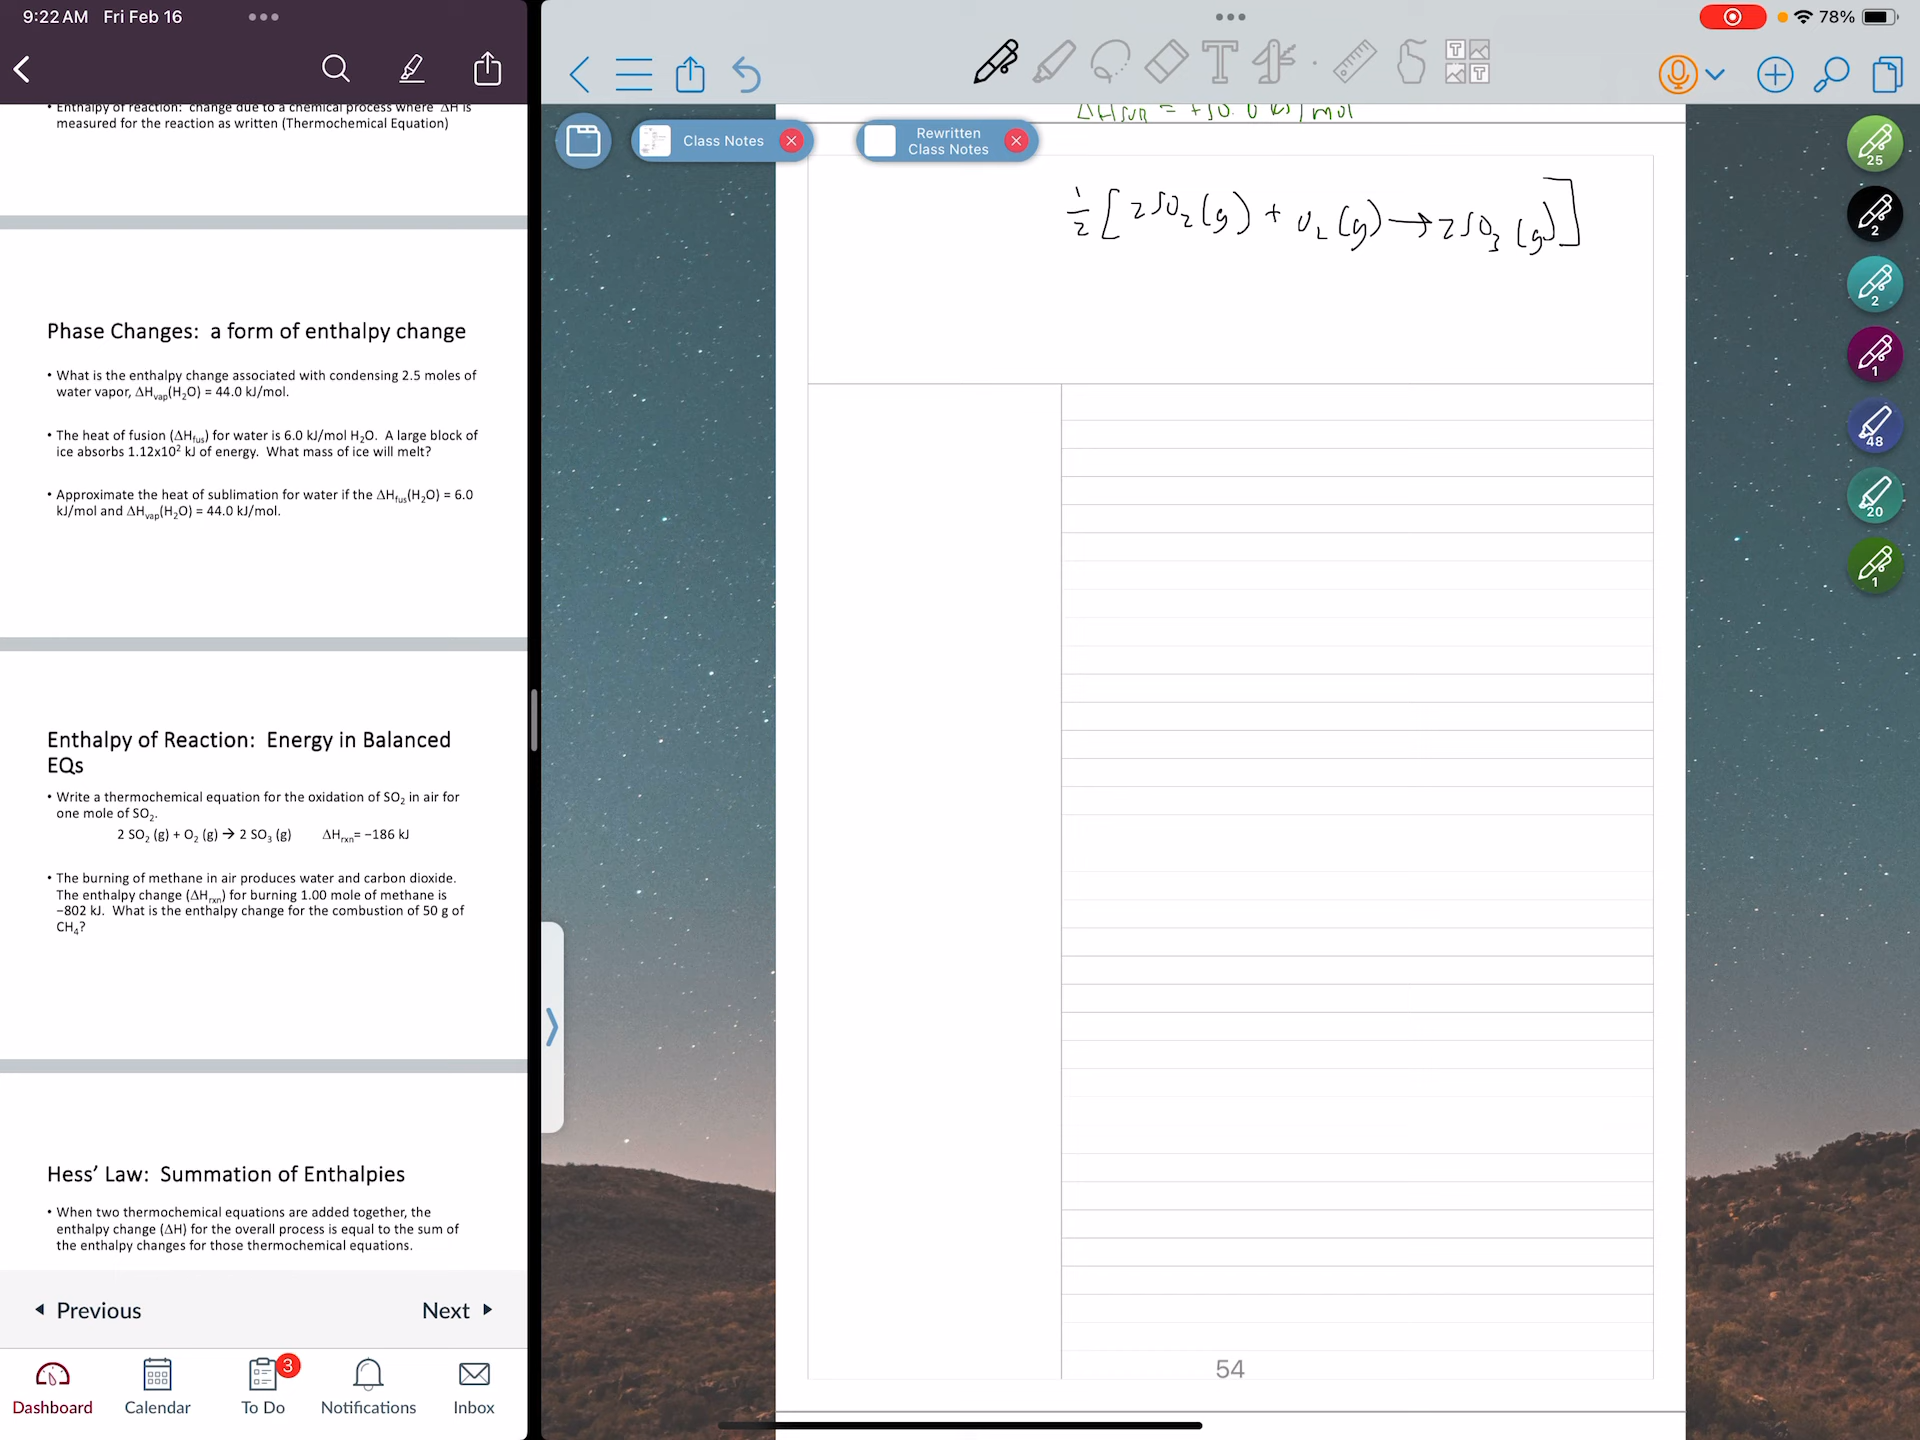 9:22 AM Fri Feb 16
78%
• Enthalpy of reaction: change due to a chemical process where ΔH is
measured for the reaction as written (Thermochemical Equation)
Phase Changes: a form of enthalpy change
• What is the enthalpy change associated with condensing 2.5 moles of
water vapor, ΔHvap(H₂O) = 44.0 kJ/mol.
• The heat of fusion (ΔHfus) for water is 6.0 kJ/mol H₂O. A large block of
ice absorbs 1.12x10² kJ of energy. What mass of ice will melt?
• Approximate the heat of sublimation for water if the ΔHfus(H₂O) = 6.0
kJ/mol and ΔHvap(H₂O) = 44.0 kJ/mol.
Enthalpy of Reaction: Energy in Balanced
EQs
• Write a thermochemical equation for the oxidation of SO₂ in air for
one mole of SO₂.
2 SO₂ (g) + O₂ (g) → 2 SO₃ (g) ΔHrxn= −186 kJ
• The burning of methane in air produces water and carbon dioxide.
The enthalpy change (ΔHrxn) for burning 1.00 mole of methane is
−802 kJ. What is the enthalpy change for the combustion of 50 g of
CH₄?
Hess’ Law: Summation of Enthalpies
• When two thermochemical equations are added together, the
enthalpy change (ΔH) for the overall process is equal to the sum of
the enthalpy changes for those thermochemical equations.
Previous
Next
3
Dashboard
Calendar
To Do
Notifications
Inbox
ΔHsub = +50.0 kJ/mol
Class Notes
Rewritten
Class Notes
½ [2SO₂(g) + O₂(g) → 2SO₃(g)]
54
25
2
2
1
48
20
1